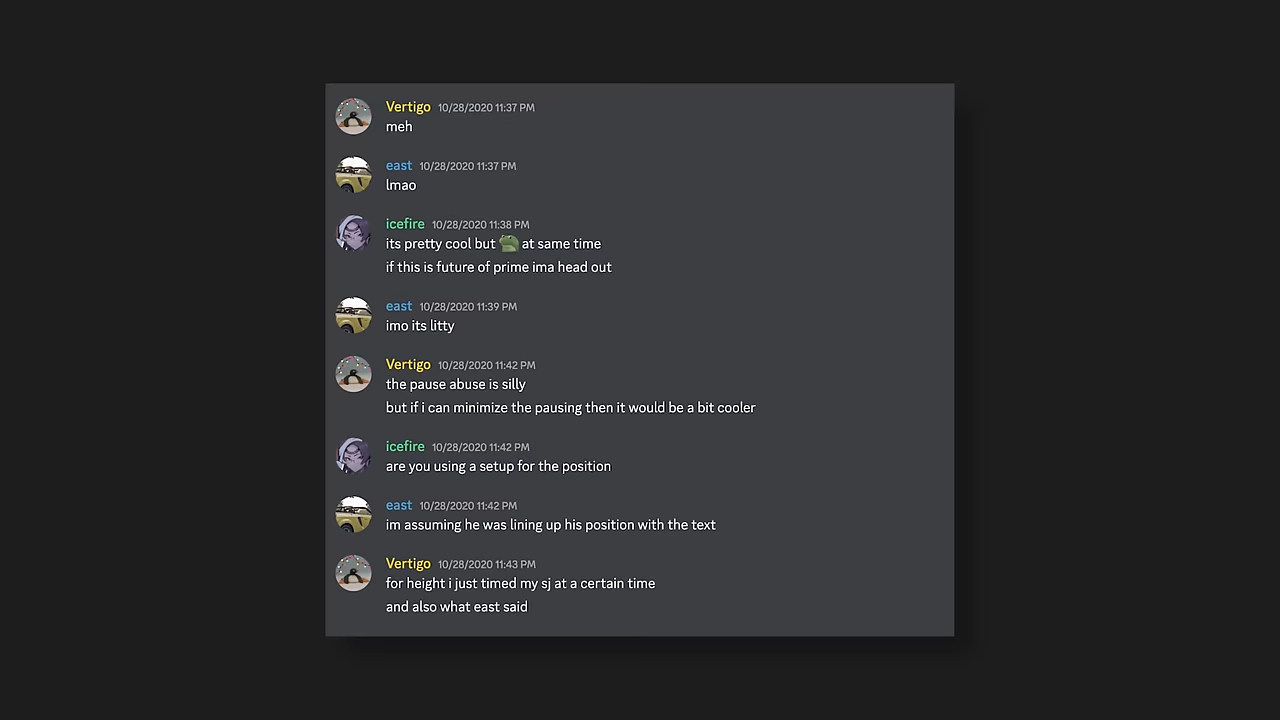 Vertigo 10/28/2020 11:37 PM
meh
east 10/28/2020 11:37 PM
lmao
icefire 10/28/2020 11:38 PM
its pretty cool but at same time
if this is future of prime ima head out
east 10/28/2020 11:39 PM
imo its litty
Vertigo 10/28/2020 11:42 PM
the pause abuse is silly
but if i can minimize the pausing then it would be a bit cooler
icefire 10/28/2020 11:42 PM
are you using a setup for the position
east 10/28/2020 11:42 PM
im assuming he was lining up his position with the text
Vertigo 10/28/2020 11:43 PM
for height i just timed my sj at a certain time
and also what east said